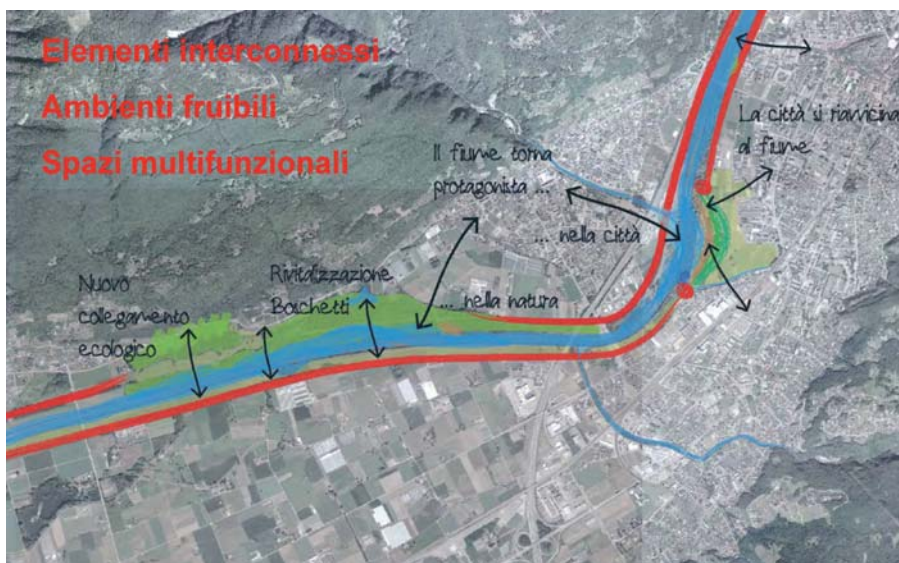 Elementi interconnessi
Ambienti fruibili
Spazi multifunzionali
La città si riavvicina
al fiume
Il fiume torna
protagonista ...
... nella città
Nuovo
collegamento
ecologico
Rivitalizzazione
Boschetti
... nella natura